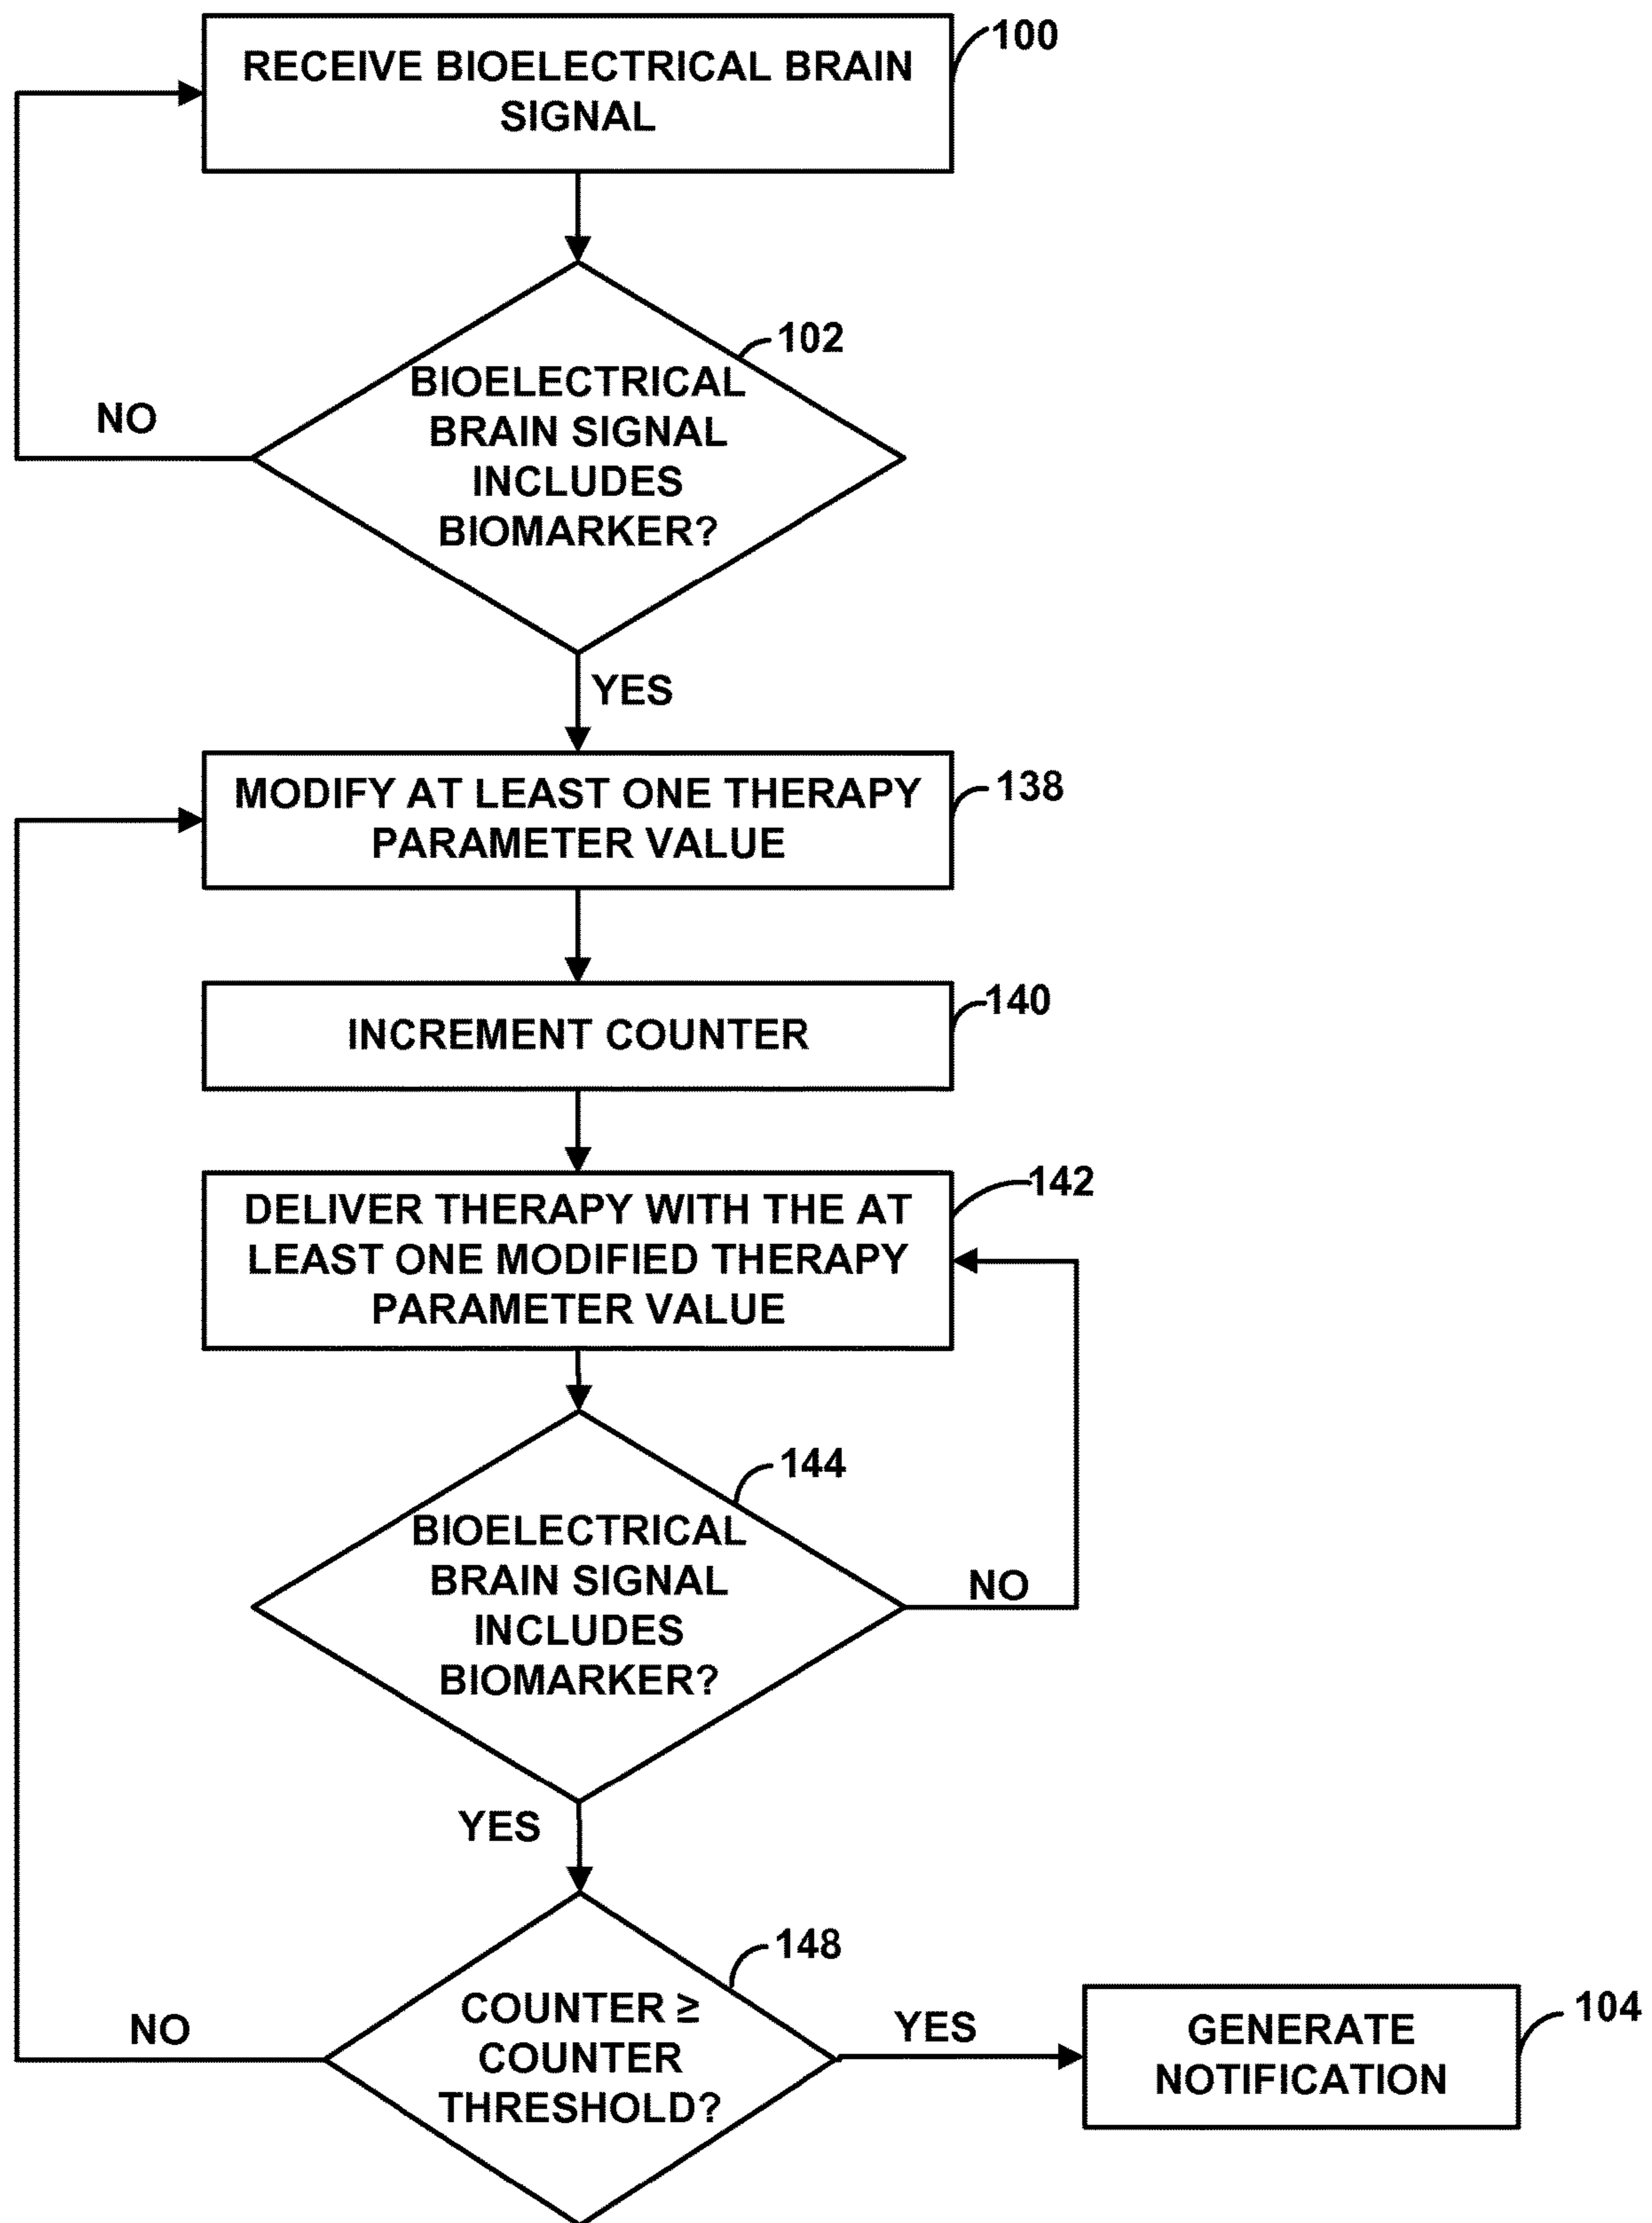 RECEIVE BIOELECTRICAL BRAIN
SIGNAL
100
102
BIOELECTRICAL
BRAIN SIGNAL
INCLUDES
BIOMARKER?
NO
YES
MODIFY AT LEAST ONE THERAPY
PARAMETER VALUE
138
INCREMENT COUNTER
140
DELIVER THERAPY WITH THE AT
LEAST ONE MODIFIED THERAPY
PARAMETER VALUE
142
144
BIOELECTRICAL
BRAIN SIGNAL
INCLUDES
BIOMARKER?
NO
YES
148
COUNTER ≥
COUNTER
THRESHOLD?
NO
YES
GENERATE
NOTIFICATION
104